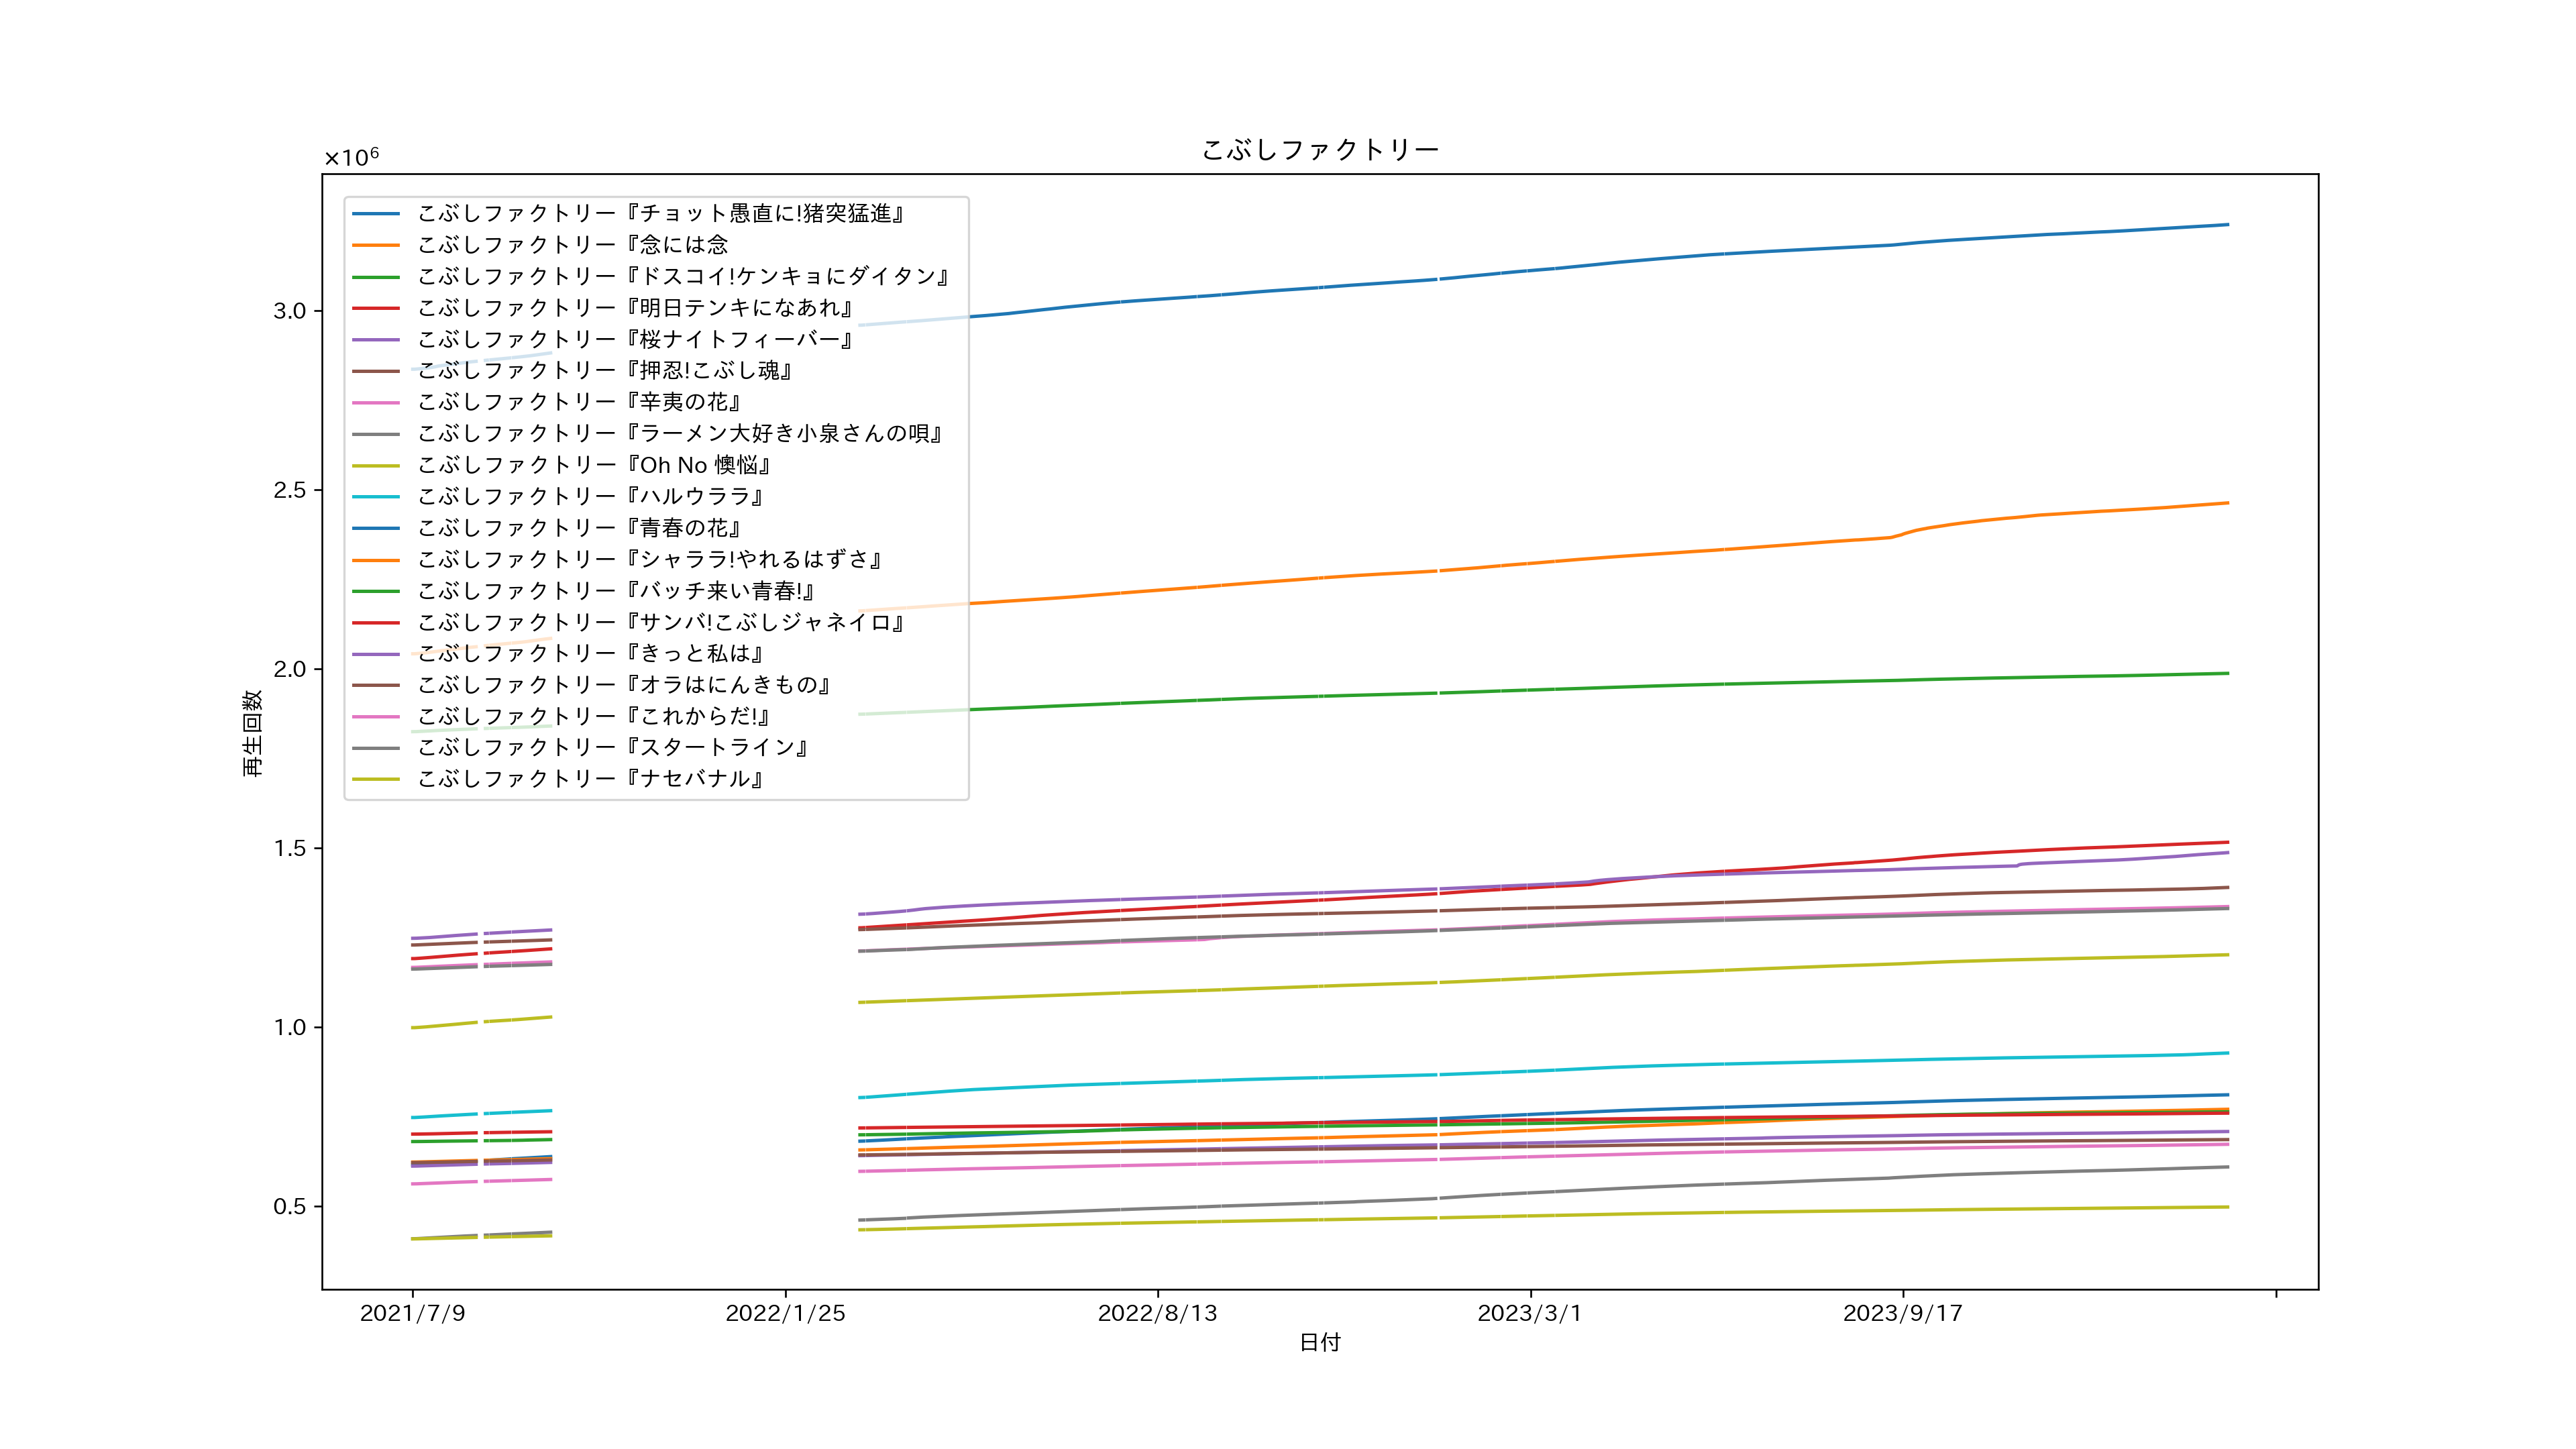 こぶしファクトリー
×10⁶
こぶしファクトリー『チョット愚直に!猪突猛進』
こぶしファクトリー『念には念
こぶしファクトリー『ドスコイ!ケンキョにダイタン』
こぶしファクトリー『明日テンキになあれ』
こぶしファクトリー『桜ナイトフィーバー』
こぶしファクトリー『押忍!こぶし魂』
こぶしファクトリー『辛夷の花』
こぶしファクトリー『ラーメン大好き小泉さんの唄』
こぶしファクトリー『Oh No 懊悩』
こぶしファクトリー『ハルウララ』
こぶしファクトリー『青春の花』
こぶしファクトリー『シャララ!やれるはずさ』
こぶしファクトリー『バッチ来い青春!』
こぶしファクトリー『サンバ!こぶしジャネイロ』
こぶしファクトリー『きっと私は』
こぶしファクトリー『オラはにんきもの』
こぶしファクトリー『これからだ!』
こぶしファクトリー『スタートライン』
こぶしファクトリー『ナセバナル』
3.0
2.5
2.0
1.5
1.0
0.5
再生回数
2021/7/9
2022/1/25
2022/8/13
2023/3/1
2023/9/17
日付